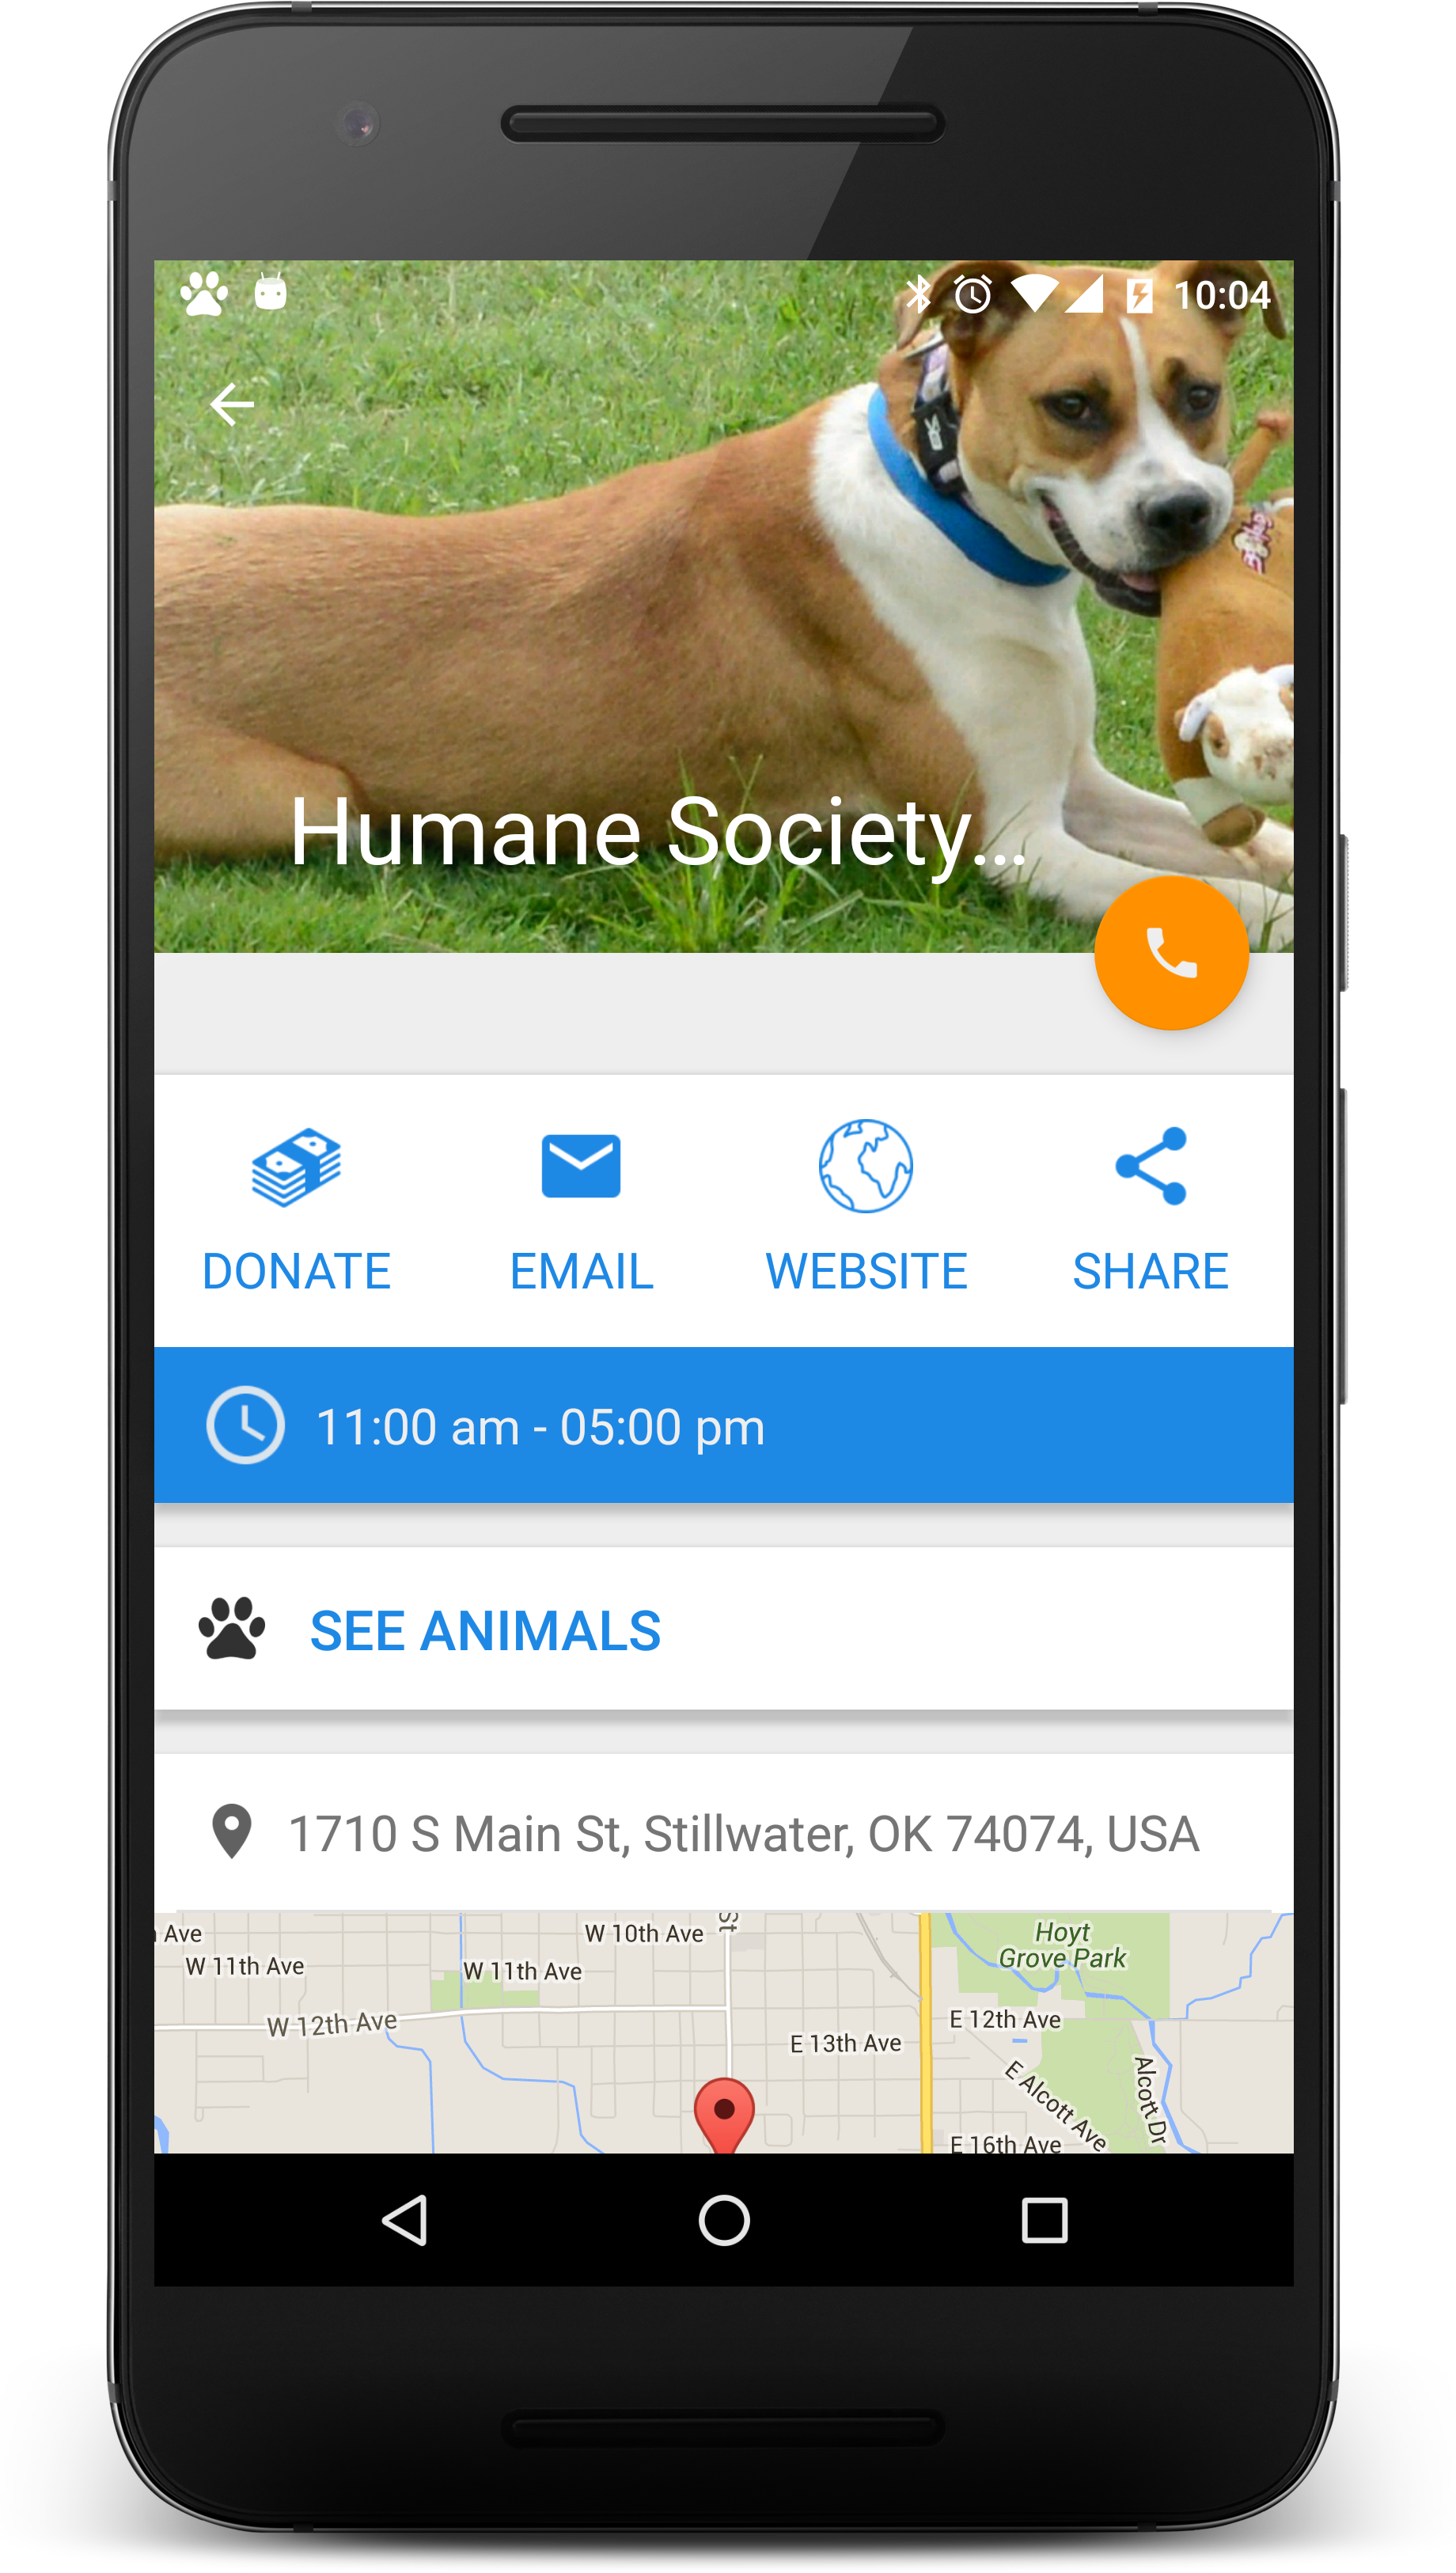 10:04
Humane Society...
DONATE
EMAIL
WEBSITE
SHARE
11:00 am - 05:00 pm
SEE ANIMALS
1710 S Main St, Stillwater, OK 74074, USA
Ave
W 10th Ave
St
Hoyt
Grove Park
W 11th Ave
W 11th Ave
W 12th Ave
E 12th Ave
E 13th Ave
E Alcott Ave
Alcott Dr
E 16th Ave